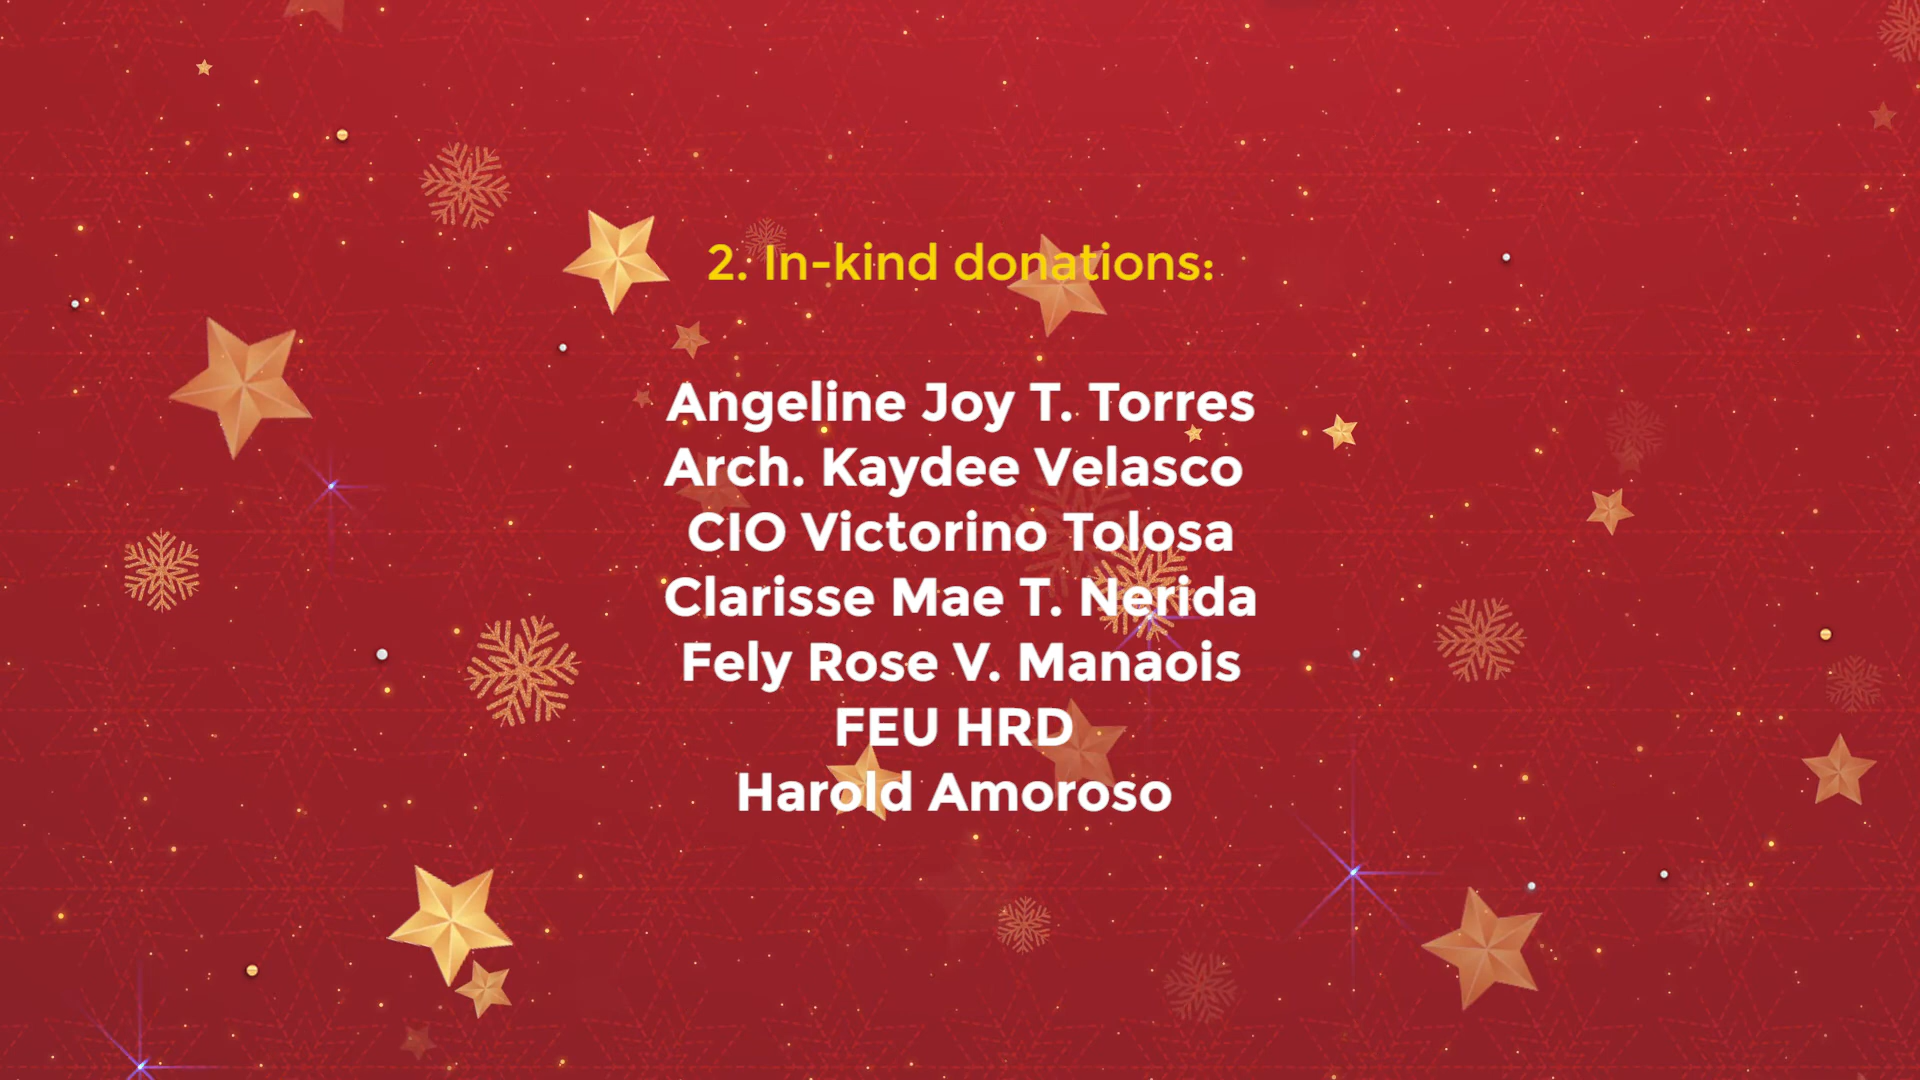 2. In-kind donations:
Angeline Joy T. Torres
Arch. Kaydee Velasco
CIO Victorino Tolosa
Clarisse Mae T. Nerida
Fely Rose V. Manaois
FEU HRD
Harold Amoroso